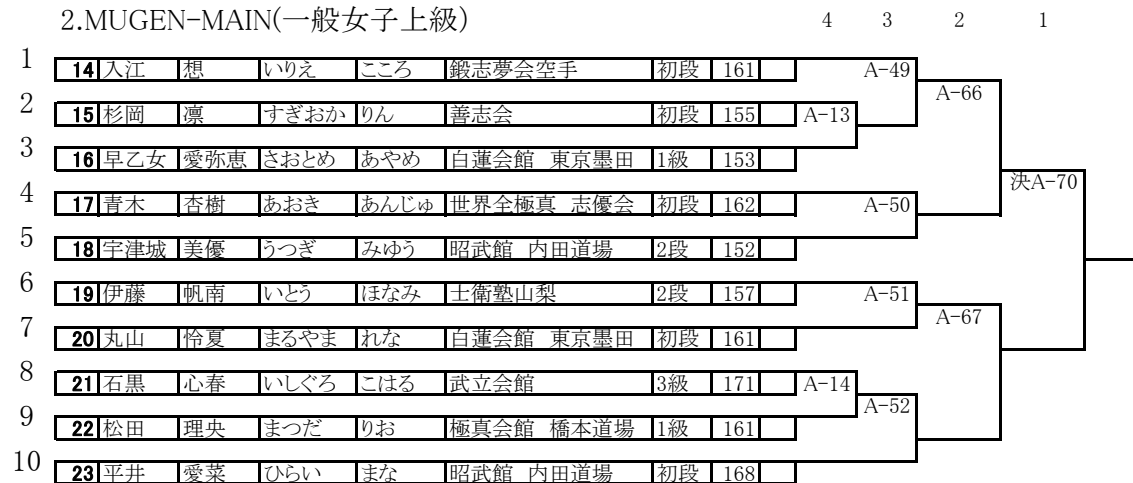 2.MUGEN-MAIN(一般女子上級) 4 3 2 1
1 14 入江 想 いりえ こころ 鍛志夢会空手 初段 161 A-49
A-66
2 15 杉岡 凛 すぎおか りん 善志会 初段 155 A-13
3 16 早乙女 愛弥恵 さおとめ あやめ 白蓮会館 東京墨田 1級 153
決A-70
4 17 青木 杏樹 あおき あんじゅ 世界全極真 志優会 初段 162 A-50
5 18 宇津城 美優 うつぎ みゆう 昭武館 内田道場 2段 152
6 19 伊藤 帆南 いとう ほなみ 士衛塾山梨 2段 157 A-51
A-67
7 20 丸山 怜夏 まるやま れな 白蓮会館 東京墨田 初段 161
8 21 石黒 心春 いしぐろ こはる 武立会館 3級 171 A-14
A-52
9 22 松田 理央 まつだ りお 極真会館 橋本道場 1級 161
10 23 平井 愛菜 ひらい まな 昭武館 内田道場 初段 168